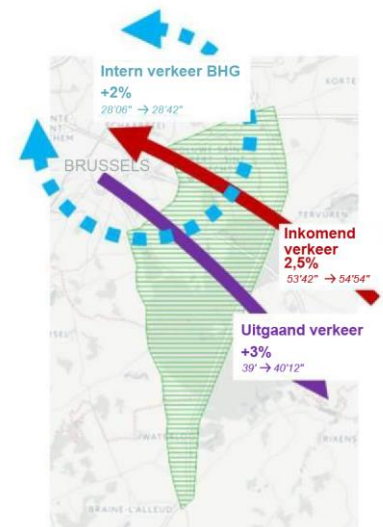 Intern verkeer BHG
+2%
28'06" → 28'42"
BRUSSELS
TERVUREN
Inkomend
verkeer
2,5%
53'42" → 54'54"
Uitgaand verkeer
+3%
39' → 40'12"
BRAINE-L'ALLEUD